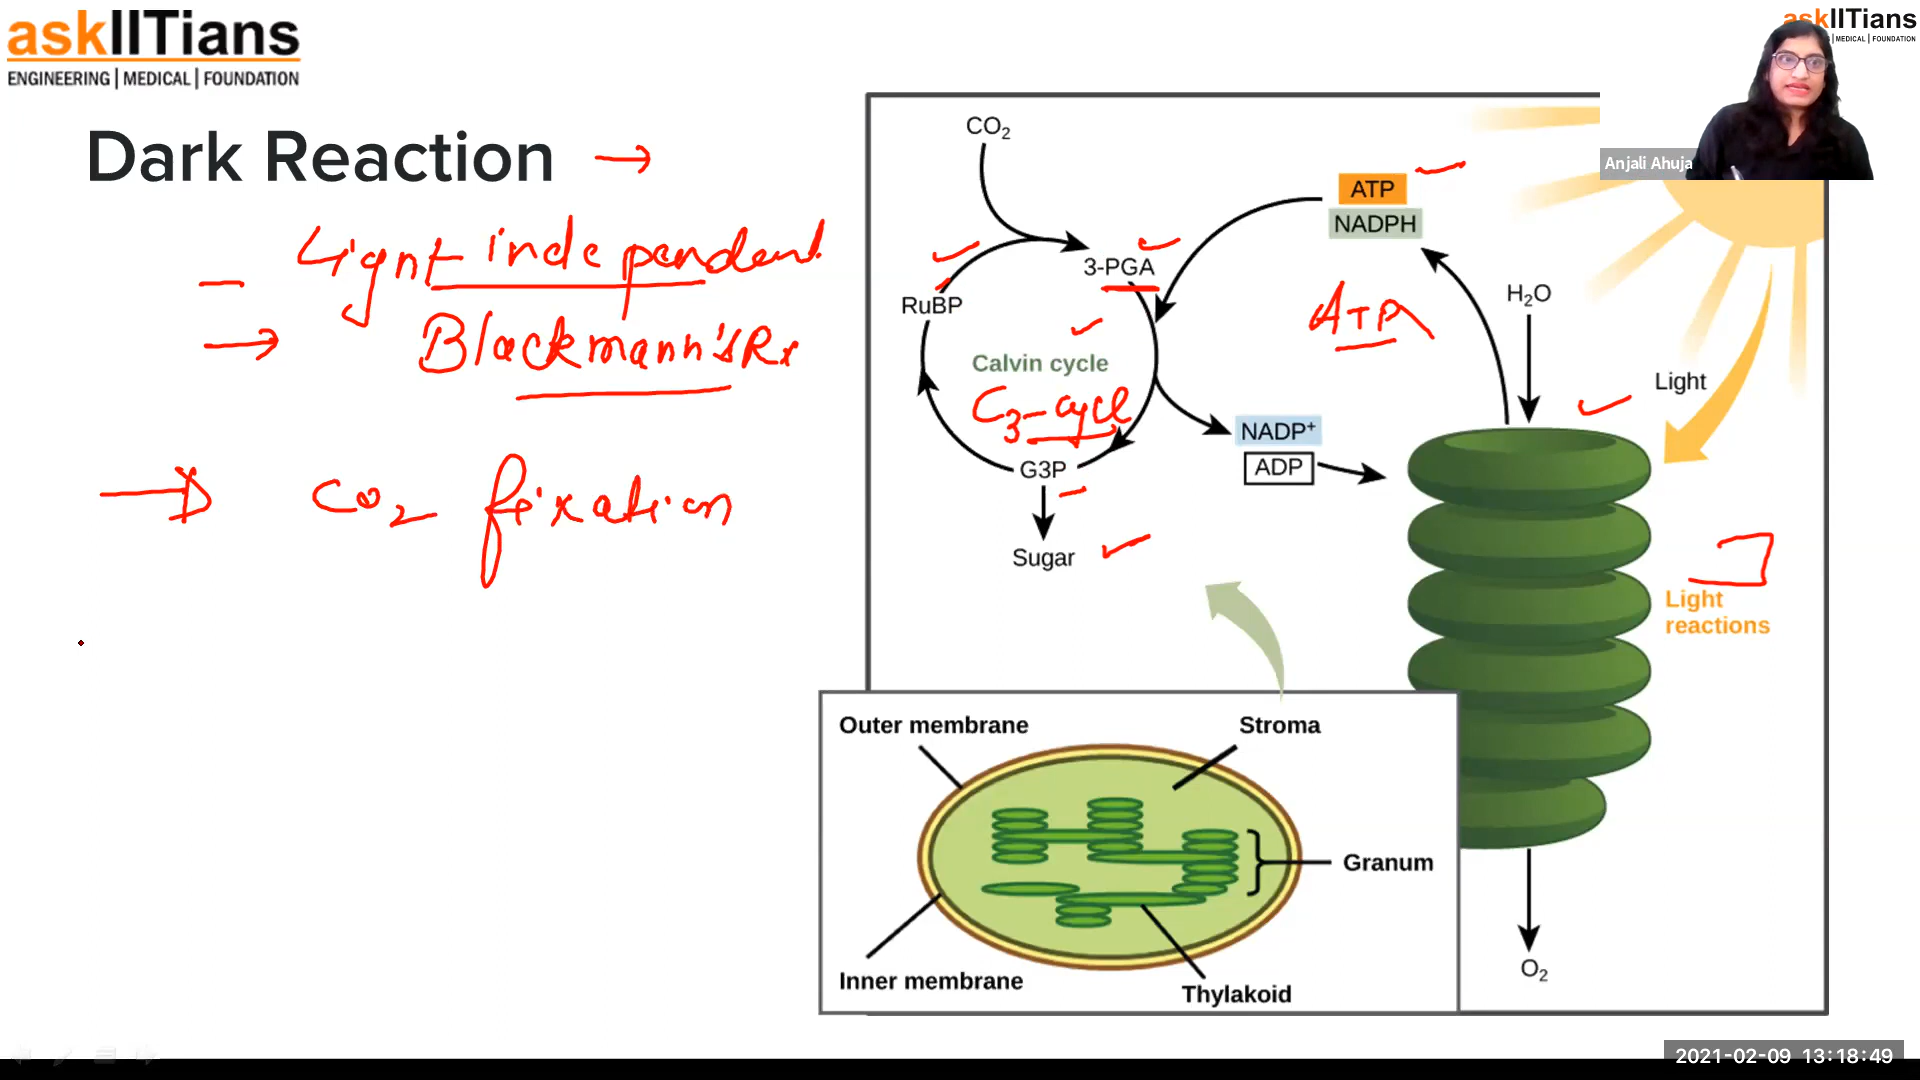 askIITians
ENGINEERING | MEDICAL | FOUNDATION
askIITians
| MEDICAL | FOUNDATION
Anjali Ahuja
Dark Reaction →
– Light independent
→ Blackmann's Rx
→ CO2 fixation
CO₂
ATP
NADPH
3-PGA
RuBP
H₂O
ATP
Calvin cycle
C3-cycle
Light
NADP⁺
ADP
G3P
Sugar
Light
reactions
Outer membrane
Stroma
Granum
Inner membrane
Thylakoid
O₂
2021-02-09 13:18:49